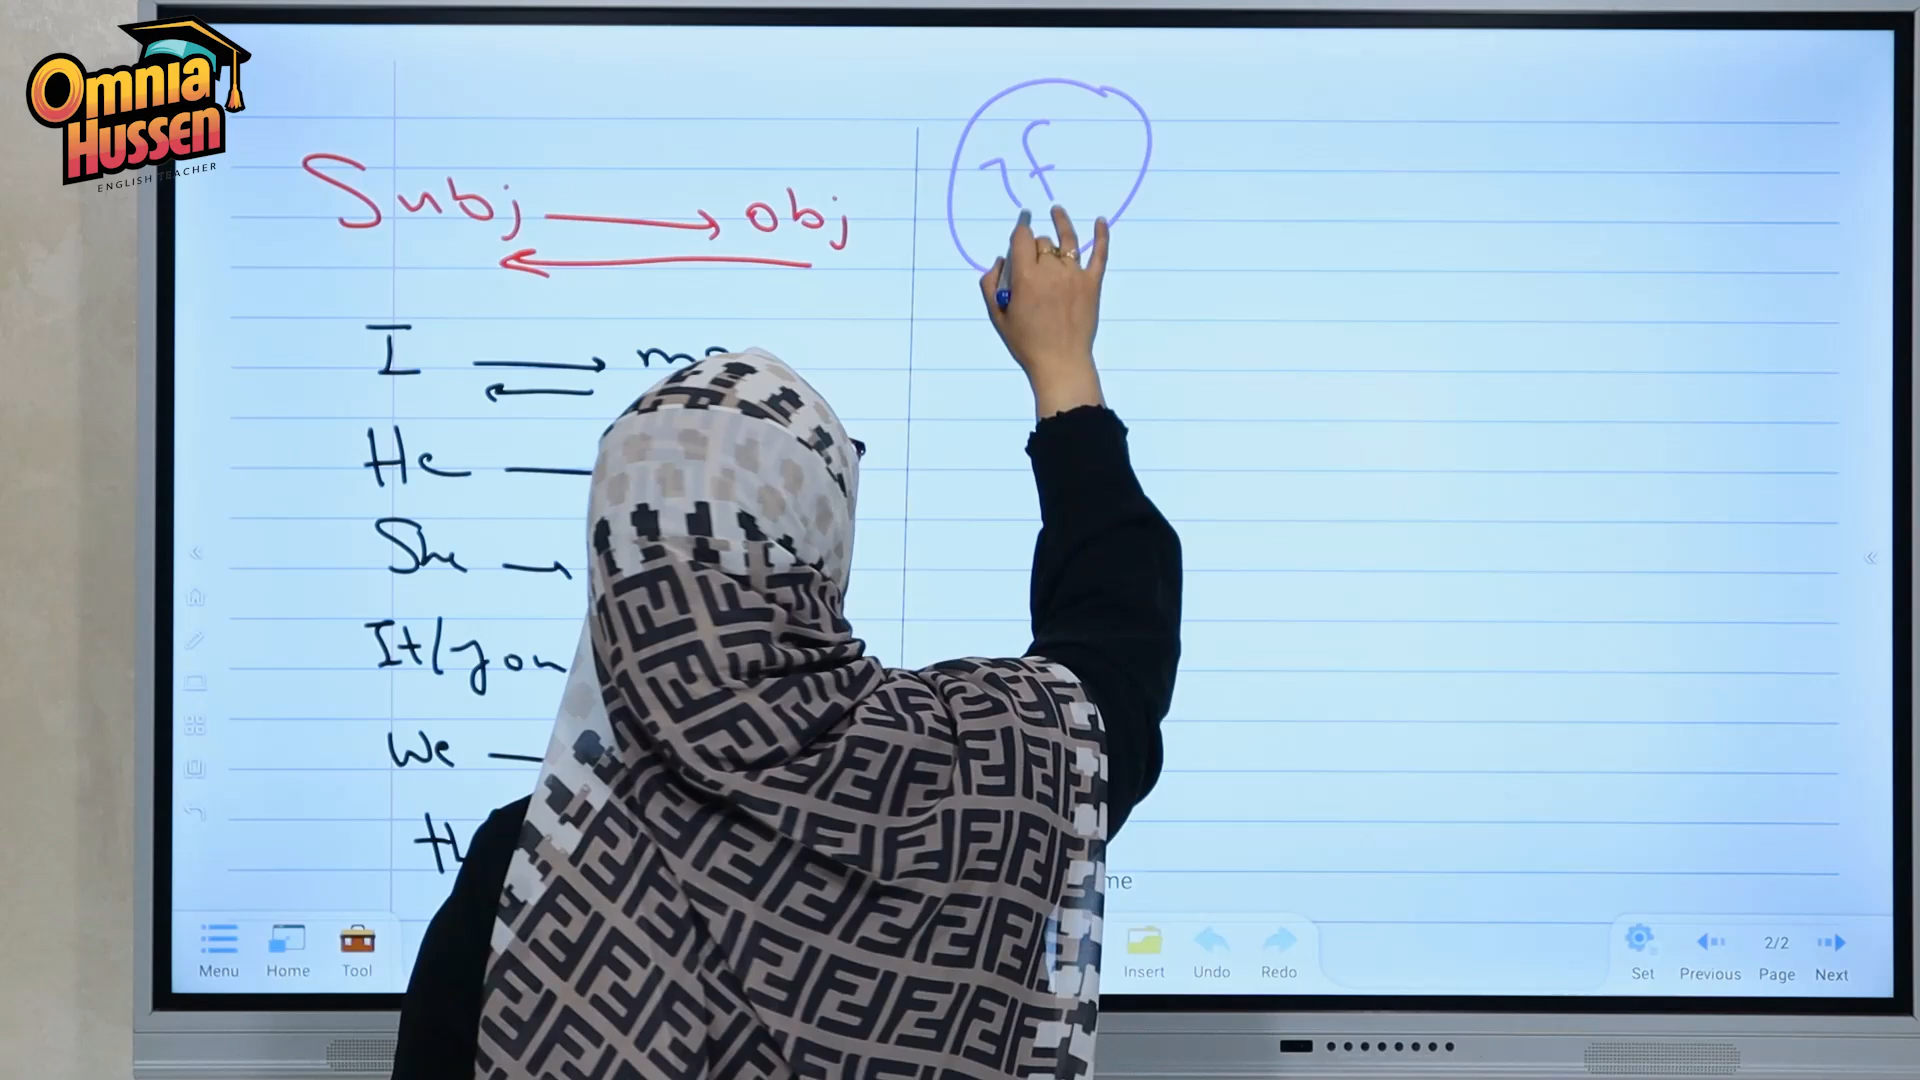 Omnia
Hussen
ENGLISH TEACHER
Subj → obj
←
if
I →
←
He
She →
It/you
We
Menu Home Tool Insert Undo Redo Set Previous 2/2 Page Next